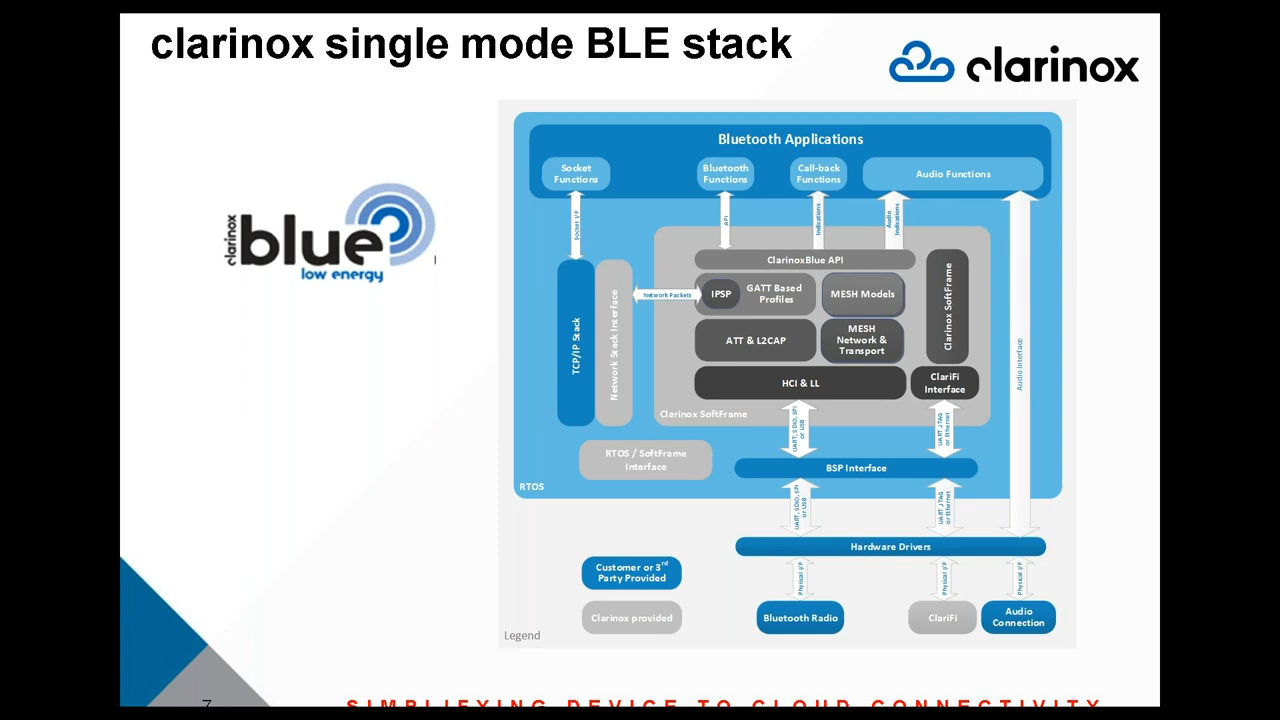 clarinox single mode BLE stack
clarinox
clarinox
blue
low energy
Bluetooth Applications
Socket
Functions
Bluetooth
Functions
Call-back
Functions
Audio Functions
Socket I/F
API
Indications
Audio
Indications
ClarinoxBlue API
IPSP
GATT Based
Profiles
MESH Models
Network Packets
TCP/IP Stack
Network Stack Interface
Clarinox SoftFrame
Audio Interface
ATT & L2CAP
MESH
Network &
Transport
HCI & LL
ClariFi
Interface
Clarinox SoftFrame
UART, SDIO, SPI
or USB
UART, JTAG
or Ethernet
RTOS / SoftFrame
Interface
BSP Interface
RTOS
UART, SDIO, SPI
or USB
UART, JTAG
or Ethernet
Hardware Drivers
Customer or 3rd
Party Provided
Physical I/F
Physical I/F
Physical I/F
Clarinox provided
Bluetooth Radio
ClariFi
Audio
Connection
Legend
7
SIMPLIFYING DEVICE TO CLOUD CONNECTIVITY